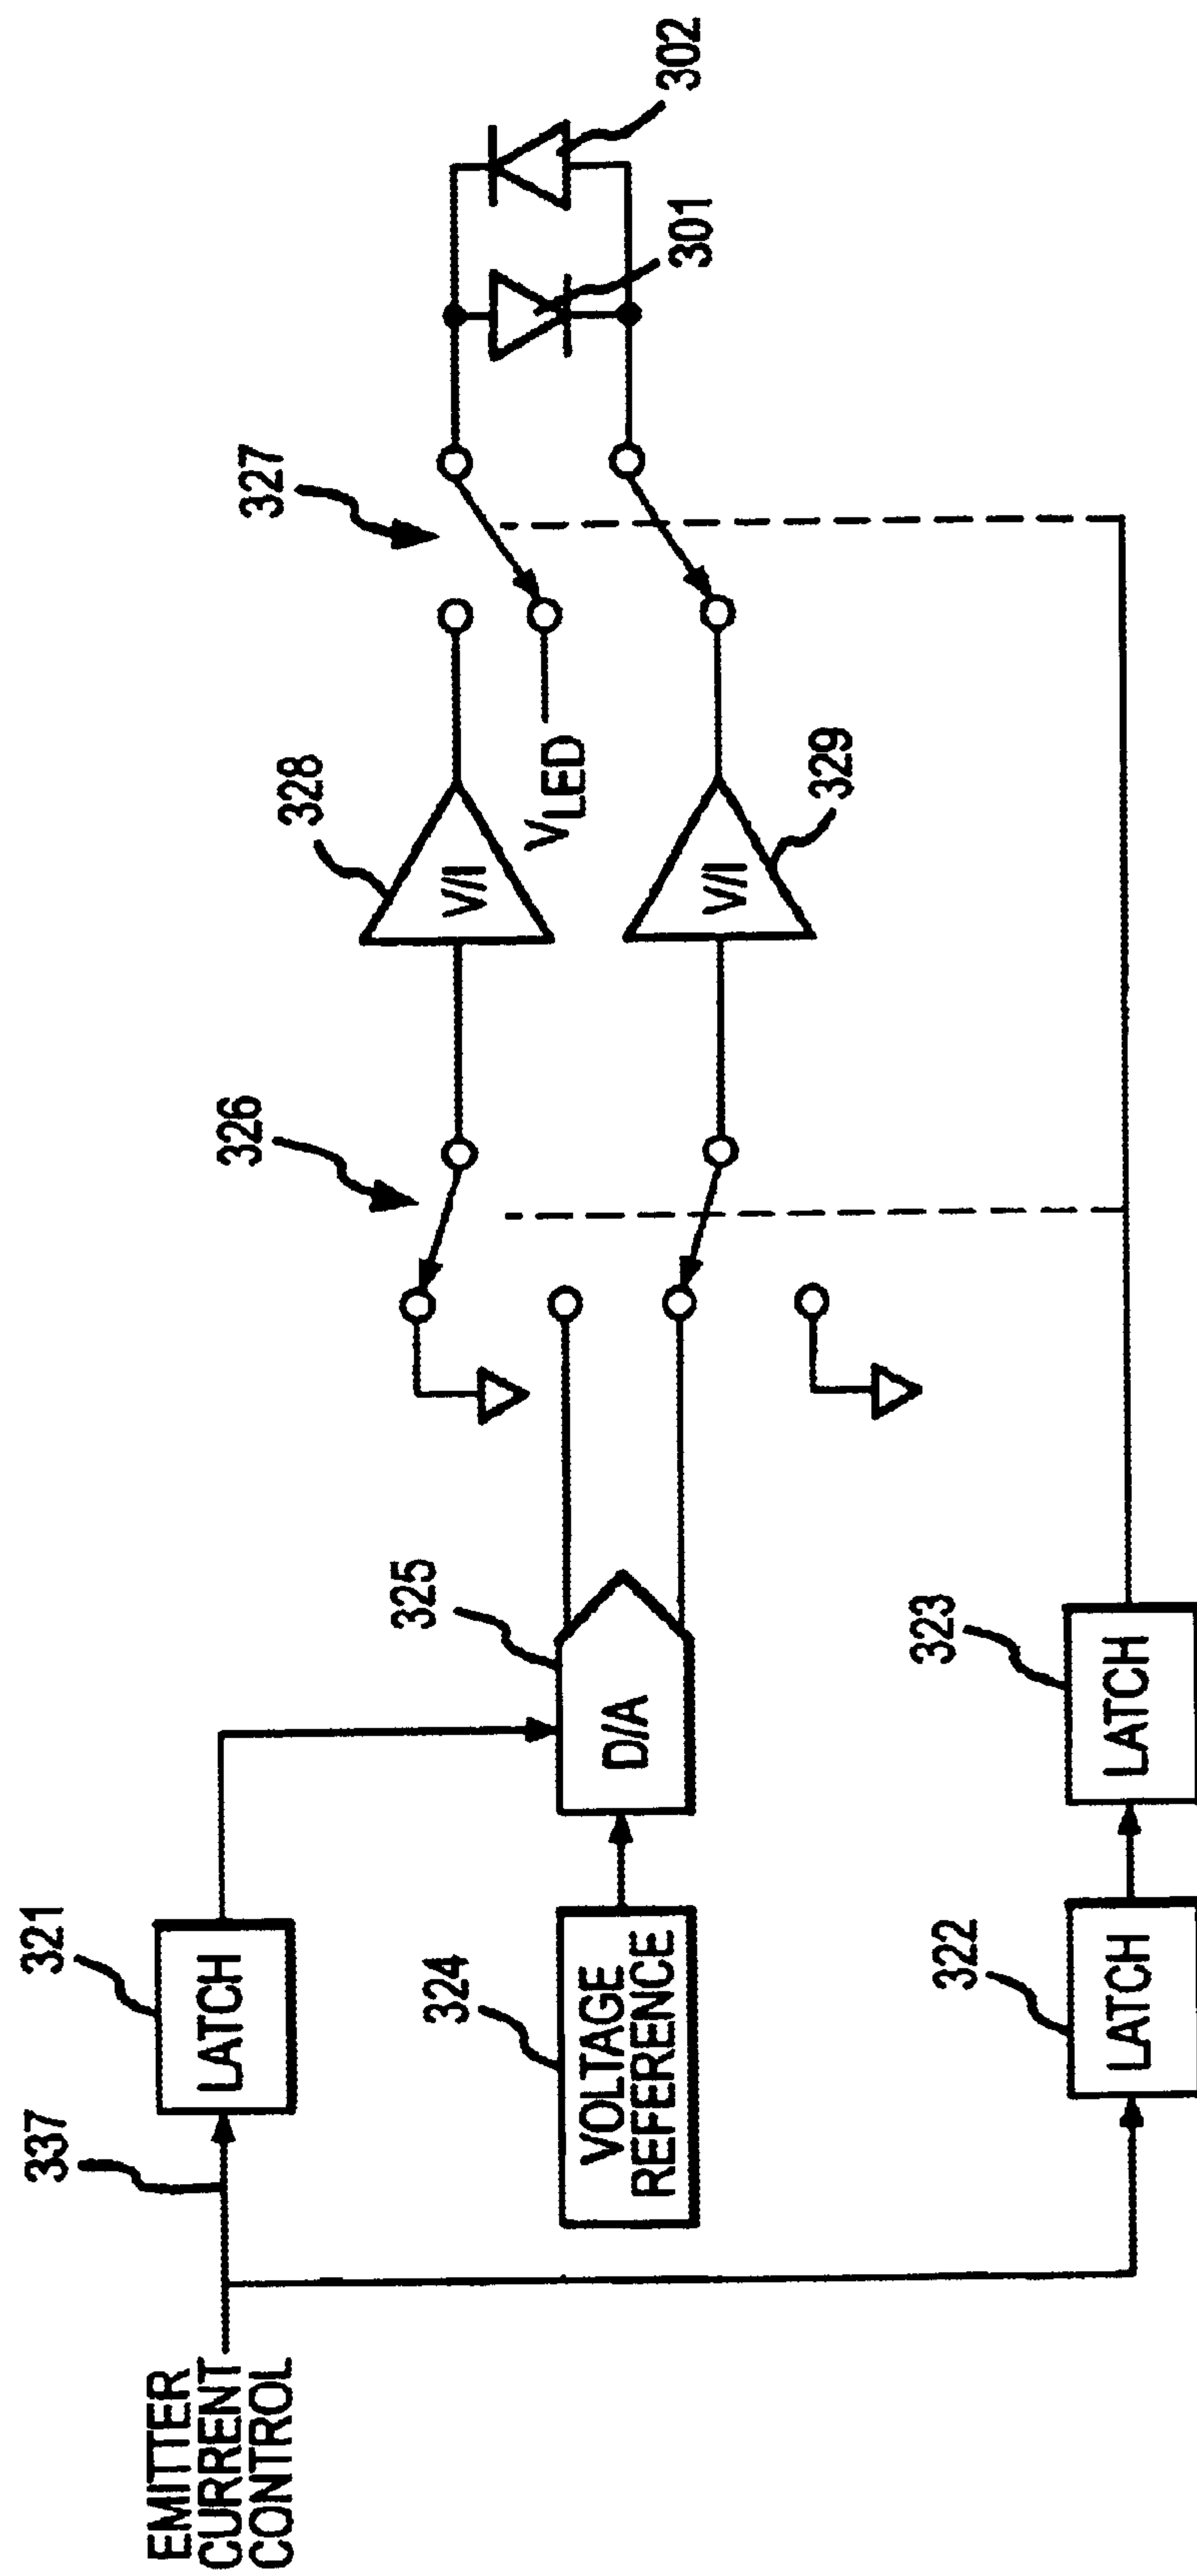 EMITTER
CURRENT
CONTROL
337
321
LATCH
324
VOLTAGE
REFERENCE
325
D/A
322
LATCH
323
LATCH
326
328
V/I
VLED
V/I
329
327
301
302